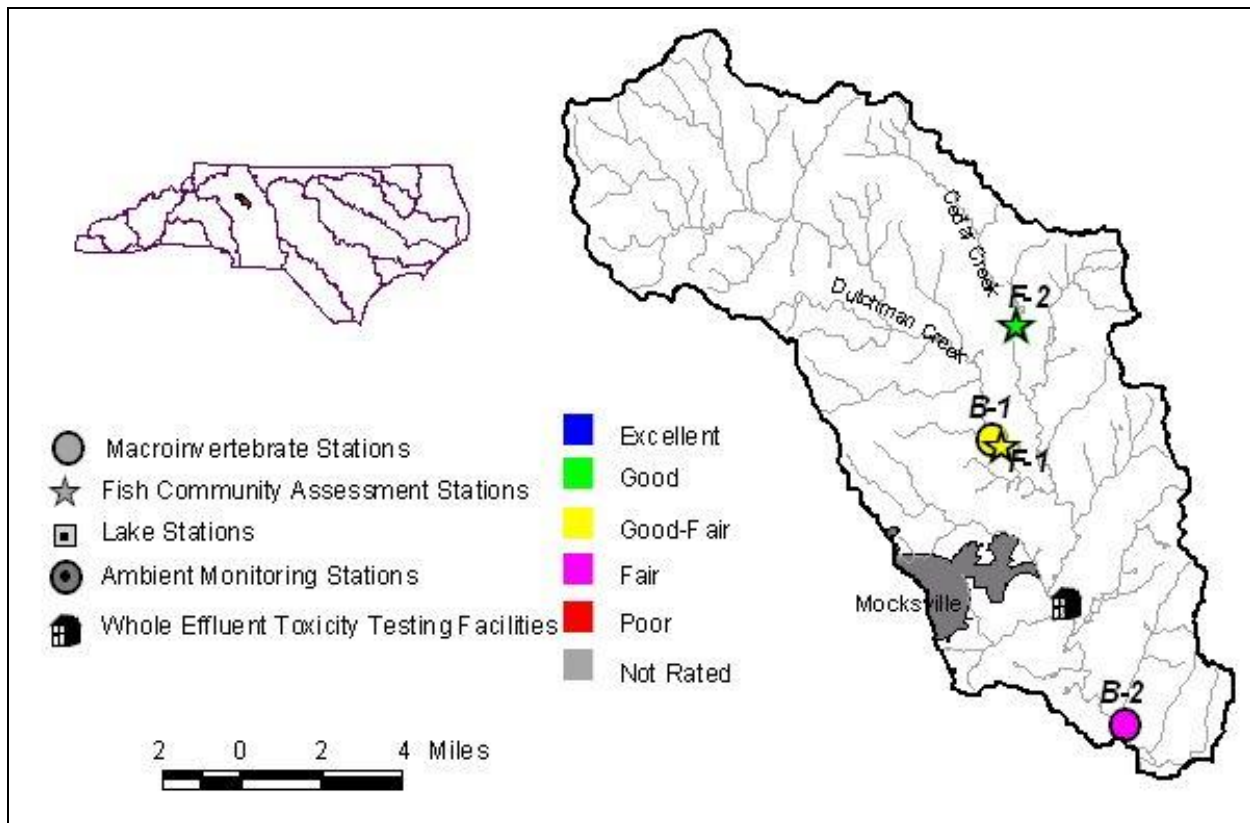 Cedar Creek
F-2
Dutchman Creek
B-1
F-1
Macroinvertebrate Stations
Fish Community Assessment Stations
Lake Stations
Ambient Monitoring Stations
Whole Effluent Toxicity Testing Facilities
Excellent
Good
Good-Fair
Fair
Poor
Not Rated
Mocksville
B-2
2 0 2 4 Miles